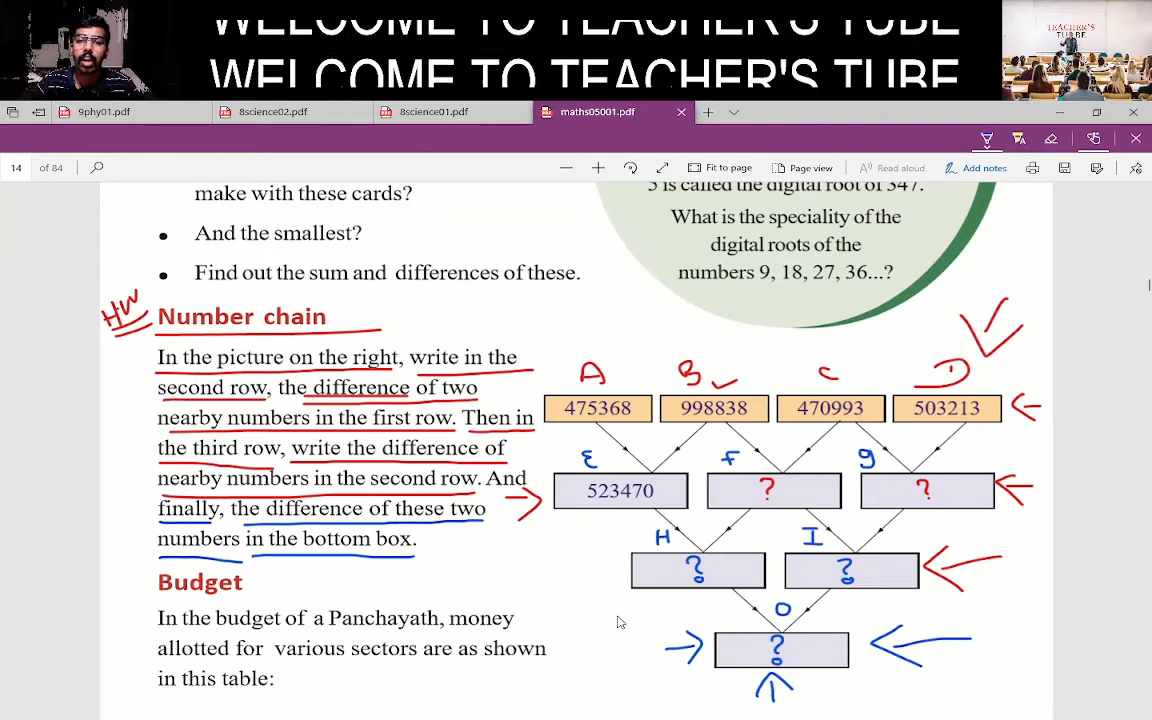 WELCOME TO TEACHER'S TUBE
WELCOME TO TEACHER'S TUBE
TEACHER'S
TUBE
9phy01.pdf
8science02.pdf
8science01.pdf
maths05001.pdf
14 of 84
Fit to page
Page view
Read aloud
Add notes
make with these cards?
And the smallest?
Find out the sum and differences of these.
5 is called the digital root of 347.
What is the speciality of the
digital roots of the
numbers 9, 18, 27, 36...?
HW
Number chain
In the picture on the right, write in the
second row, the difference of two
nearby numbers in the first row. Then in
the third row, write the difference of
nearby numbers in the second row. And
finally, the difference of these two
numbers in the bottom box.
A B C D
475368 998838 470993 503213
E F g
523470 ? ?
H I
? ?
O
?
Budget
In the budget of a Panchayath, money
allotted for various sectors are as shown
in this table: